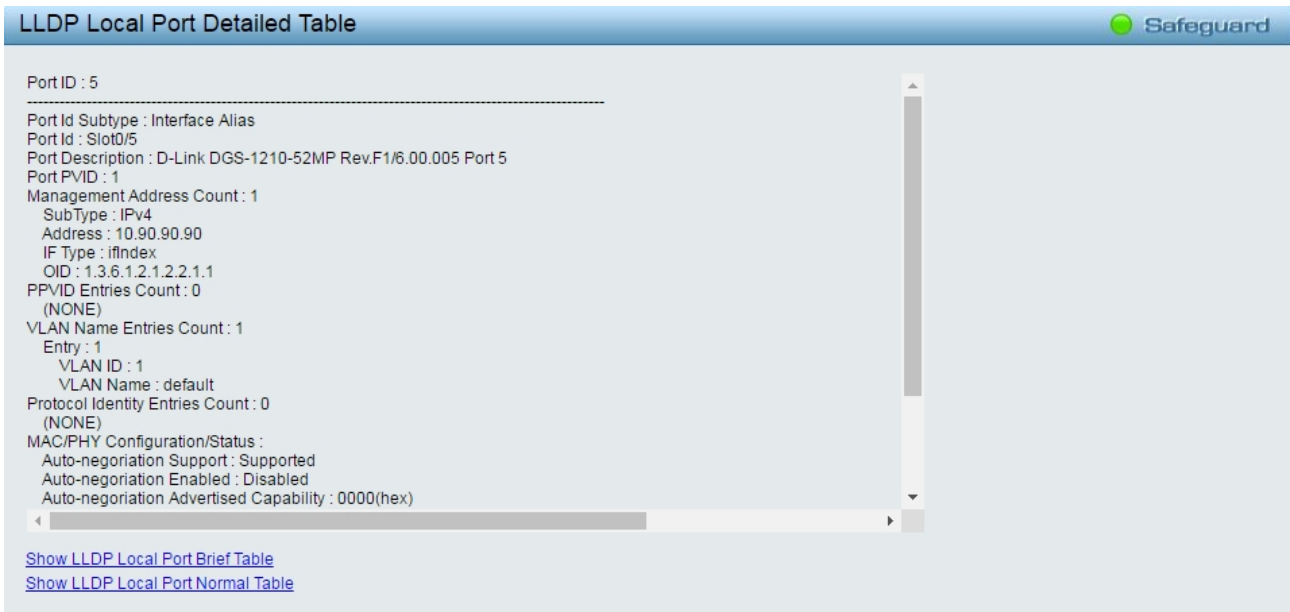 LLDP Local Port Detailed Table
Safeguard
Port ID : 5
----------------------------------------------------------------------------------------------------------------
Port Id Subtype : Interface Alias
Port Id : Slot0/5
Port Description : D-Link DGS-1210-52MP Rev.F1/6.00.005 Port 5
Port PVID : 1
Management Address Count : 1
SubType : IPv4
Address : 10.90.90.90
IF Type : ifIndex
OID : 1.3.6.1.2.1.2.2.1.1
PPVID Entries Count : 0
(NONE)
VLAN Name Entries Count : 1
Entry : 1
VLAN ID : 1
VLAN Name : default
Protocol Identity Entries Count : 0
(NONE)
MAC/PHY Configuration/Status :
Auto-negoriation Support : Supported
Auto-negoriation Enabled : Disabled
Auto-negoriation Advertised Capability : 0000(hex)
Show LLDP Local Port Brief Table
Show LLDP Local Port Normal Table